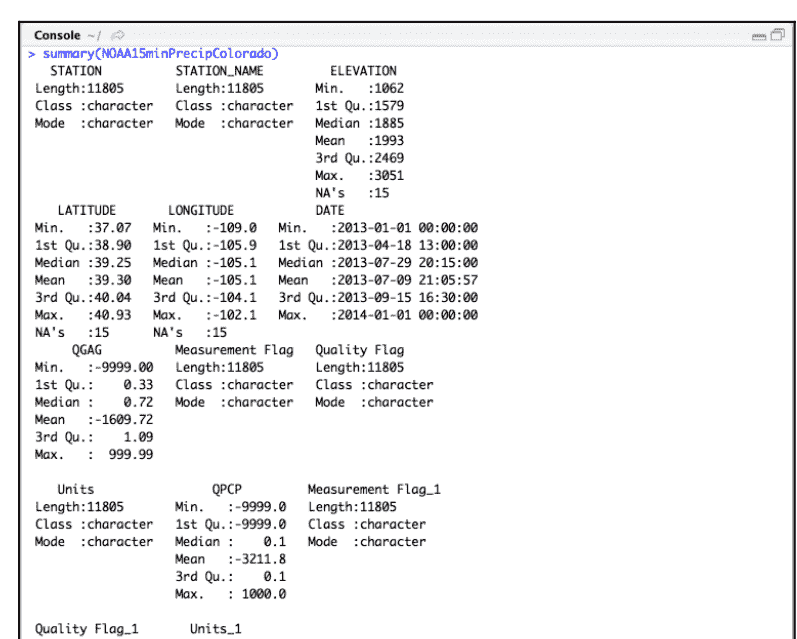 Console ~/
> summary(NOAA15minPrecipColorado)
STATION STATION_NAME ELEVATION
Length:11805 Length:11805 Min. :1062
Class :character Class :character 1st Qu.:1579
Mode :character Mode :character Median :1885
Mean :1993
3rd Qu.:2469
Max. :3051
NA's :15
LATITUDE LONGITUDE DATE
Min. :37.07 Min. :-109.0 Min. :2013-01-01 00:00:00
1st Qu.:38.90 1st Qu.:-105.9 1st Qu.:2013-04-18 13:00:00
Median :39.25 Median :-105.1 Median :2013-07-29 20:15:00
Mean :39.30 Mean :-105.1 Mean :2013-07-09 21:05:57
3rd Qu.:40.04 3rd Qu.:-104.1 3rd Qu.:2013-09-15 16:30:00
Max. :40.93 Max. :-102.1 Max. :2014-01-01 00:00:00
NA's :15 NA's :15
QGAG Measurement Flag Quality Flag
Min. :-9999.00 Length:11805 Length:11805
1st Qu.: 0.33 Class :character Class :character
Median : 0.72 Mode :character Mode :character
Mean :-1609.72
3rd Qu.: 1.09
Max. : 999.99
Units QPCP Measurement Flag_1
Length:11805 Min. :-9999.0 Length:11805
Class :character 1st Qu.:-9999.0 Class :character
Mode :character Median : 0.1 Mode :character
Mean :-3211.8
3rd Qu.: 0.1
Max. : 1000.0
Quality Flag_1 Units_1